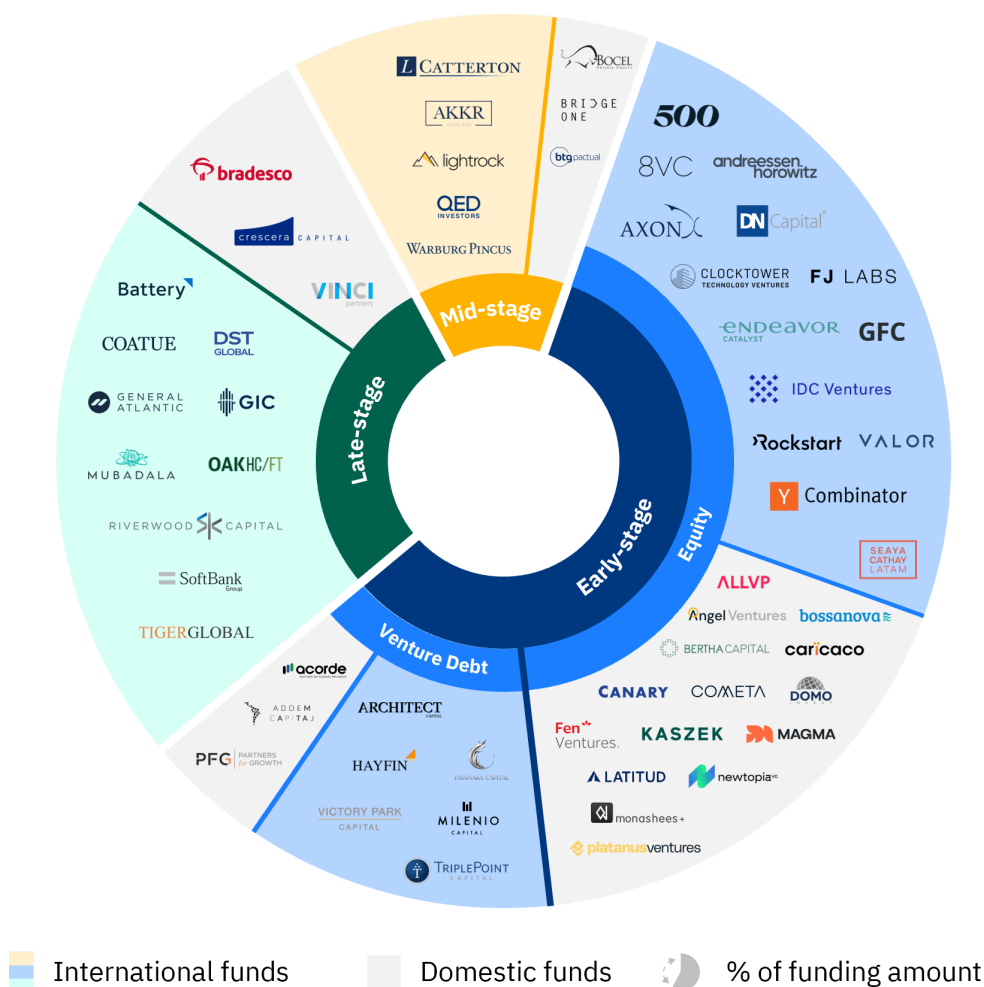 L CATTERTON
AKKR
lightrock
QED
INVESTORS
WARBURG PINCUS
Mid-stage
BOCEL
BRIDGE
ONE
btgpactual
500
8VC
andreessen.
horowitz
AXON
DN Capital
CLOCKTOWER
TECHNOLOGY VENTURES
FJ LABS
ENDEAVOR
CATALYST
GFC
IDC Ventures
Rockstart
VALOR
Y Combinator
SEAYA
CATHAY
LATAM
Equity
Early-stage
ALLVP
Angel Ventures
bossanova
BERTHA CAPITAL
caricaco
CANARY
COMETA
DOMO
INVEST
Fen
Ventures.
KASZEK
MAGMA
LATITUD
newtopia vc
monashees+
platanusventures
Venture Debt
ARCHITECT
CAPITAL
HAYFIN
VICTORY PARK
CAPITAL
MILENIO
CAPITAL
T
TRIPLEPOINT
CAPITAL
acorde
ADDEM
CAPITAL
PFG
PARTNERS
for GROWTH
Late-stage
bradesco
crescera CAPITAL
VINCI
partners
Battery
COATUE
DST
GLOBAL
GENERAL
ATLANTIC
GIC
MUBADALA
OAK HC/FT
RIVERWOOD CAPITAL
SoftBank
Group
TIGERGLOBAL
International funds
Domestic funds
% of funding amount